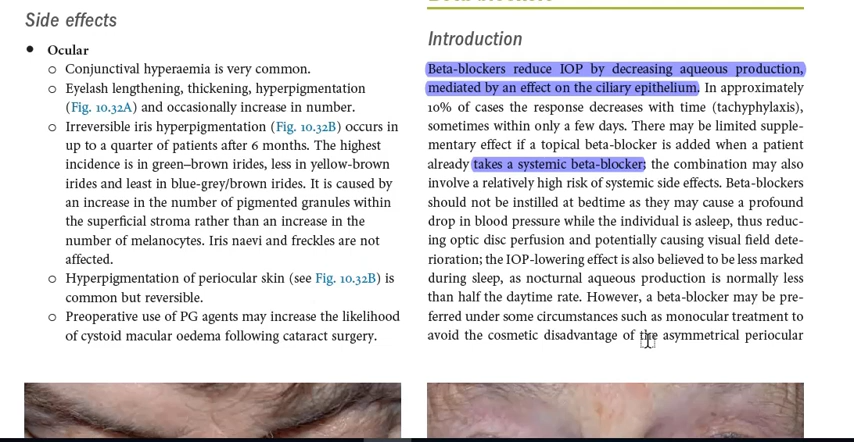 Side effects
• Ocular
○ Conjunctival hyperaemia is very common.
○ Eyelash lengthening, thickening, hyperpigmentation
(Fig. 10.32A) and occasionally increase in number.
○ Irreversible iris hyperpigmentation (Fig. 10.32B) occurs in
up to a quarter of patients after 6 months. The highest
incidence is in green–brown irides, less in yellow-brown
irides and least in blue-grey/brown irides. It is caused by
an increase in the number of pigmented granules within
the superficial stroma rather than an increase in the
number of melanocytes. Iris naevi and freckles are not
affected.
○ Hyperpigmentation of periocular skin (see Fig. 10.32B) is
common but reversible.
○ Preoperative use of PG agents may increase the likelihood
of cystoid macular oedema following cataract surgery.
Introduction
Beta-blockers reduce IOP by decreasing aqueous production,
mediated by an effect on the ciliary epithelium. In approximately
10% of cases the response decreases with time (tachyphylaxis),
sometimes within only a few days. There may be limited supple-
mentary effect if a topical beta-blocker is added when a patient
already takes a systemic beta-blocker; the combination may also
involve a relatively high risk of systemic side effects. Beta-blockers
should not be instilled at bedtime as they may cause a profound
drop in blood pressure while the individual is asleep, thus reduc-
ing optic disc perfusion and potentially causing visual field dete-
rioration; the IOP-lowering effect is also believed to be less marked
during sleep, as nocturnal aqueous production is normally less
than half the daytime rate. However, a beta-blocker may be pre-
ferred under some circumstances such as monocular treatment to
avoid the cosmetic disadvantage of the asymmetrical periocular